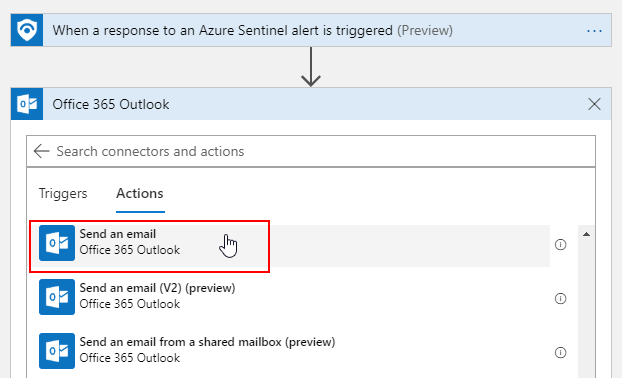 When a response to an Azure Sentinel alert is triggered (Preview)
Office 365 Outlook
Search connectors and actions
Triggers Actions
Send an email
Office 365 Outlook
Send an email (V2) (preview)
Office 365 Outlook
Send an email from a shared mailbox (preview)
Office 365 Outlook